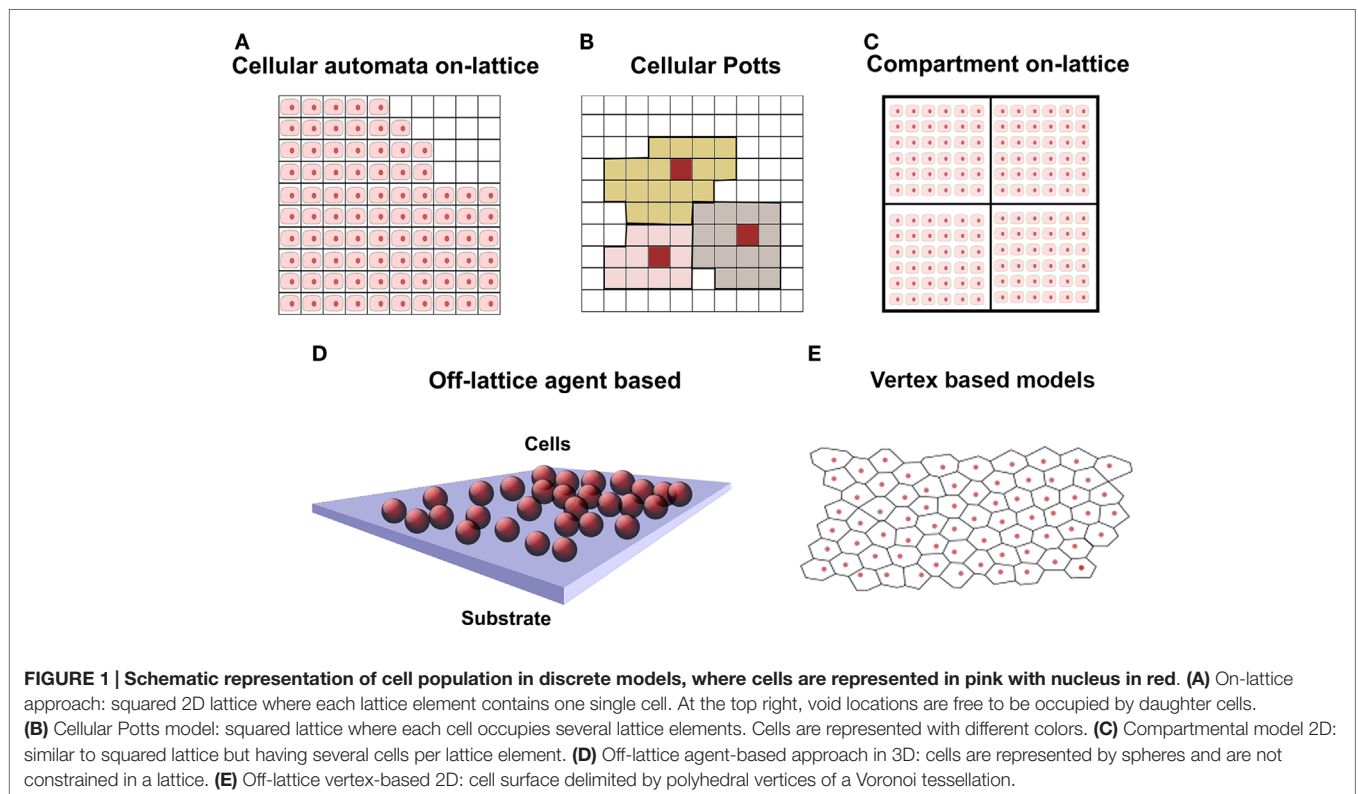 A
Cellular automata on-lattice
B
Cellular Potts
C
Compartment on-lattice
D
Off-lattice agent based
Cells
Substrate
E
Vertex based models
FIGURE 1 | Schematic representation of cell population in discrete models, where cells are represented in pink with nucleus in red. (A) On-lattice
approach: squared 2D lattice where each lattice element contains one single cell. At the top right, void locations are free to be occupied by daughter cells.
(B) Cellular Potts model: squared lattice where each cell occupies several lattice elements. Cells are represented with different colors. (C) Compartmental model 2D:
similar to squared lattice but having several cells per lattice element. (D) Off-lattice agent-based approach in 3D: cells are represented by spheres and are not
constrained in a lattice. (E) Off-lattice vertex-based 2D: cell surface delimited by polyhedral vertices of a Voronoi tessellation.